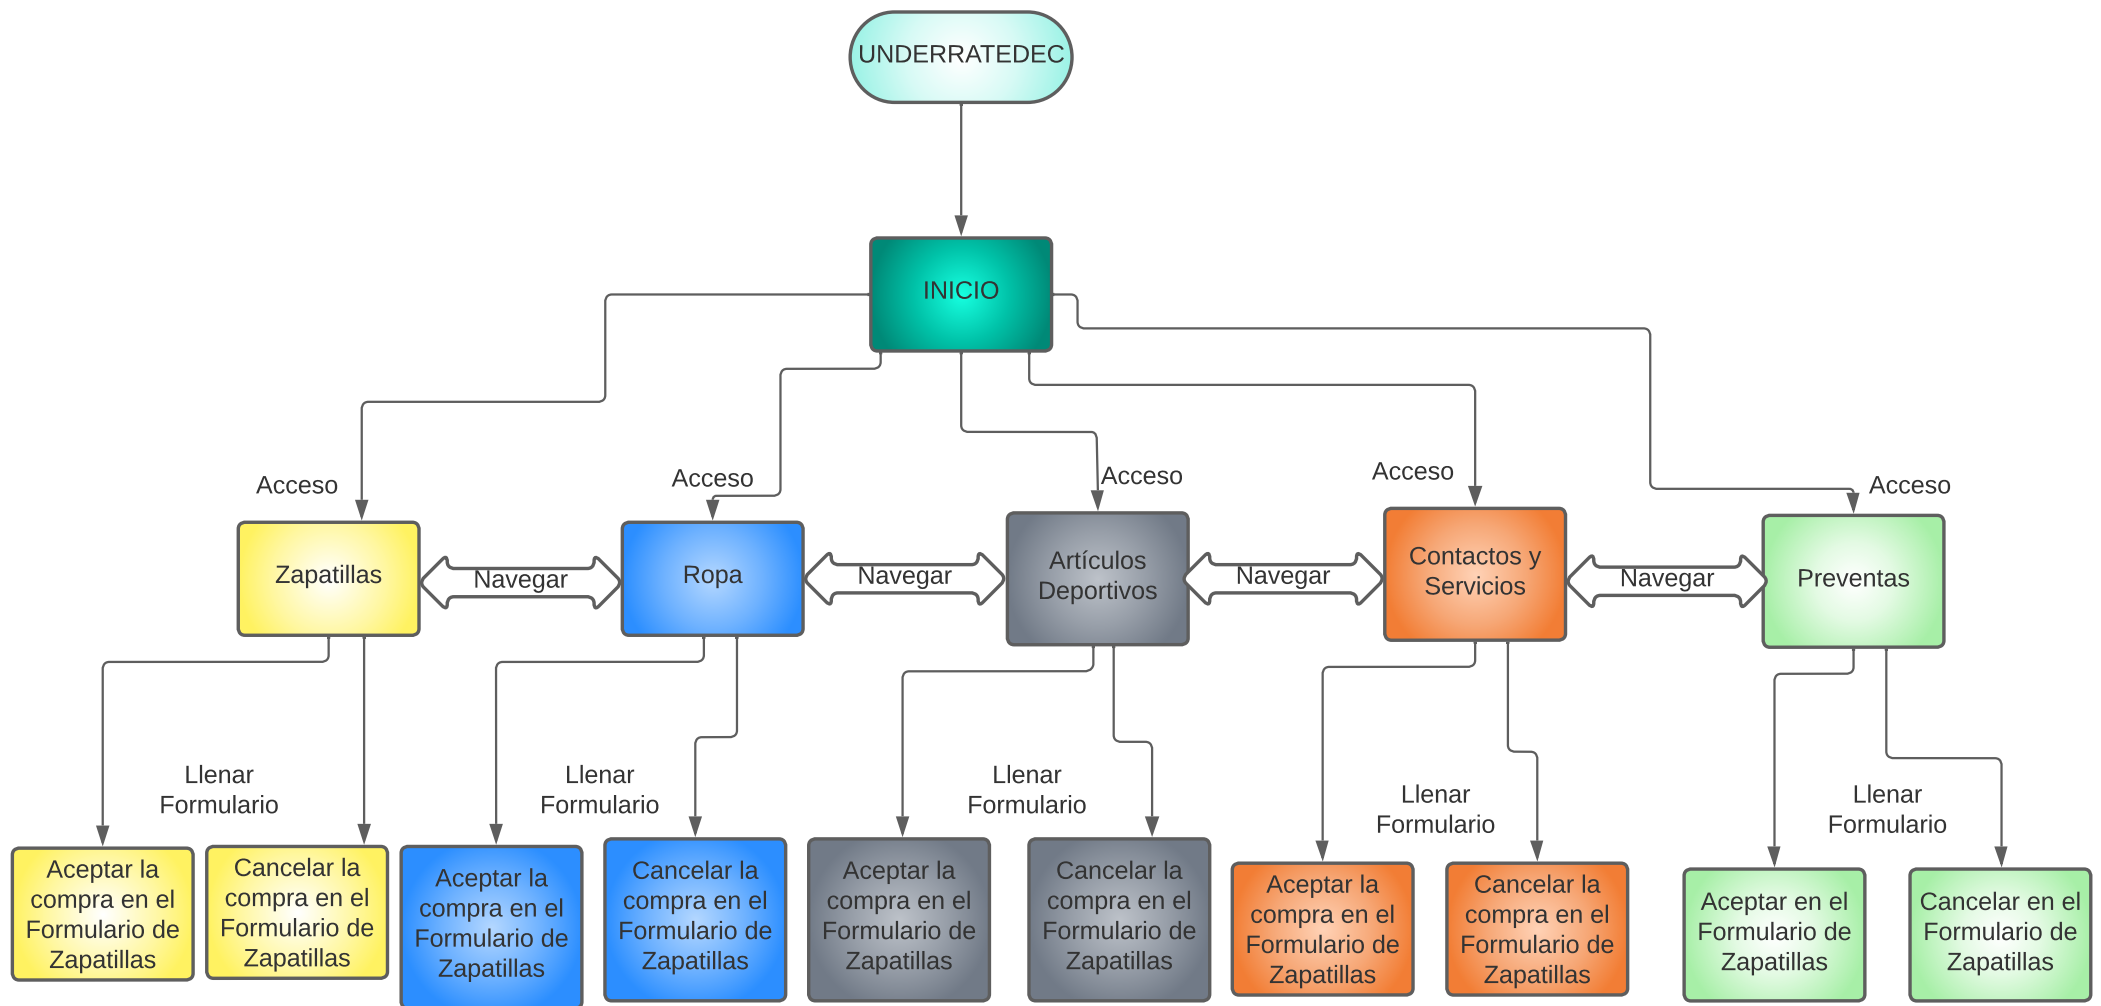 UNDERRATEDEC
INICIO
Acceso
Acceso
Acceso
Acceso
Acceso
Zapatillas
Navegar
Ropa
Navegar
Artículos
Deportivos
Navegar
Contactos y
Servicios
Navegar
Preventas
Llenar
Formulario
Llenar
Formulario
Llenar
Formulario
Llenar
Formulario
Llenar
Formulario
Aceptar la
compra en el
Formulario de
Zapatillas
Cancelar la
compra en el
Formulario de
Zapatillas
Aceptar la
compra en el
Formulario de
Zapatillas
Cancelar la
compra en el
Formulario de
Zapatillas
Aceptar la
compra en el
Formulario de
Zapatillas
Cancelar la
compra en el
Formulario de
Zapatillas
Aceptar la
compra en el
Formulario de
Zapatillas
Cancelar la
compra en el
Formulario de
Zapatillas
Aceptar en el
Formulario de
Zapatillas
Cancelar en el
Formulario de
Zapatillas